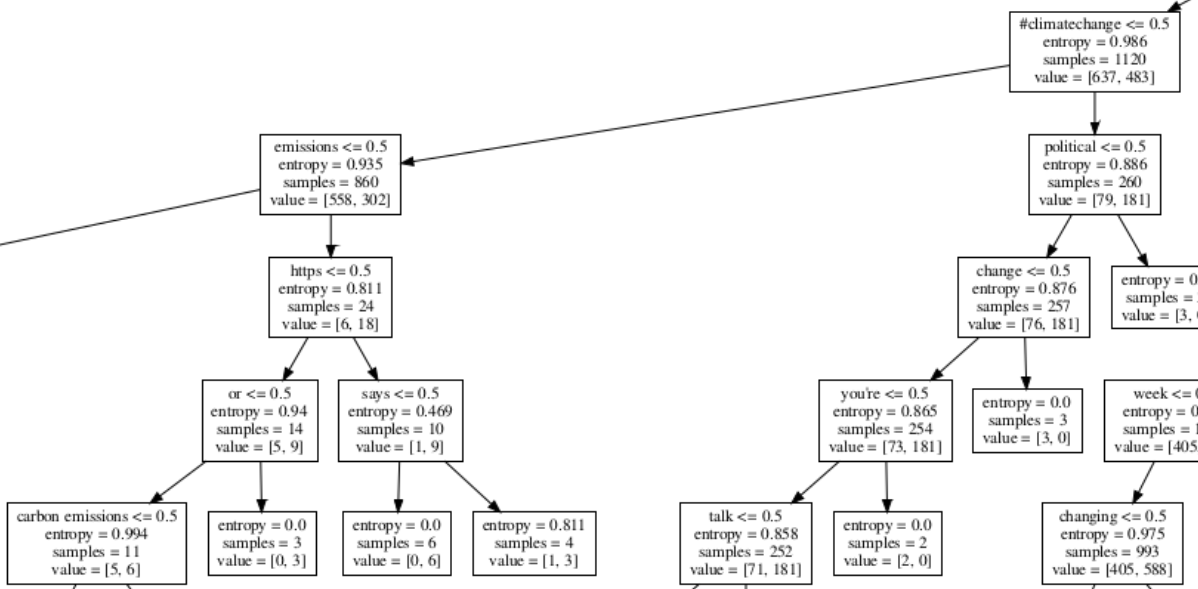 #climatechange <= 0.5
entropy = 0.986
samples = 1120
value = [637, 483]
emissions <= 0.5
entropy = 0.935
samples = 860
value = [558, 302]
political <= 0.5
entropy = 0.886
samples = 260
value = [79, 181]
https <= 0.5
entropy = 0.811
samples = 24
value = [6, 18]
change <= 0.5
entropy = 0.876
samples = 257
value = [76, 181]
entropy = 0
samples =
value = [3,
or <= 0.5
entropy = 0.94
samples = 14
value = [5, 9]
says <= 0.5
entropy = 0.469
samples = 10
value = [1, 9]
you're <= 0.5
entropy = 0.865
samples = 254
value = [73, 181]
entropy = 0.0
samples = 3
value = [3, 0]
week <=
entropy = 0
samples = 1
value = [405
carbon emissions <= 0.5
entropy = 0.994
samples = 11
value = [5, 6]
entropy = 0.0
samples = 3
value = [0, 3]
entropy = 0.0
samples = 6
value = [0, 6]
entropy = 0.811
samples = 4
value = [1, 3]
talk <= 0.5
entropy = 0.858
samples = 252
value = [71, 181]
entropy = 0.0
samples = 2
value = [2, 0]
changing <= 0.5
entropy = 0.975
samples = 993
value = [405, 588]